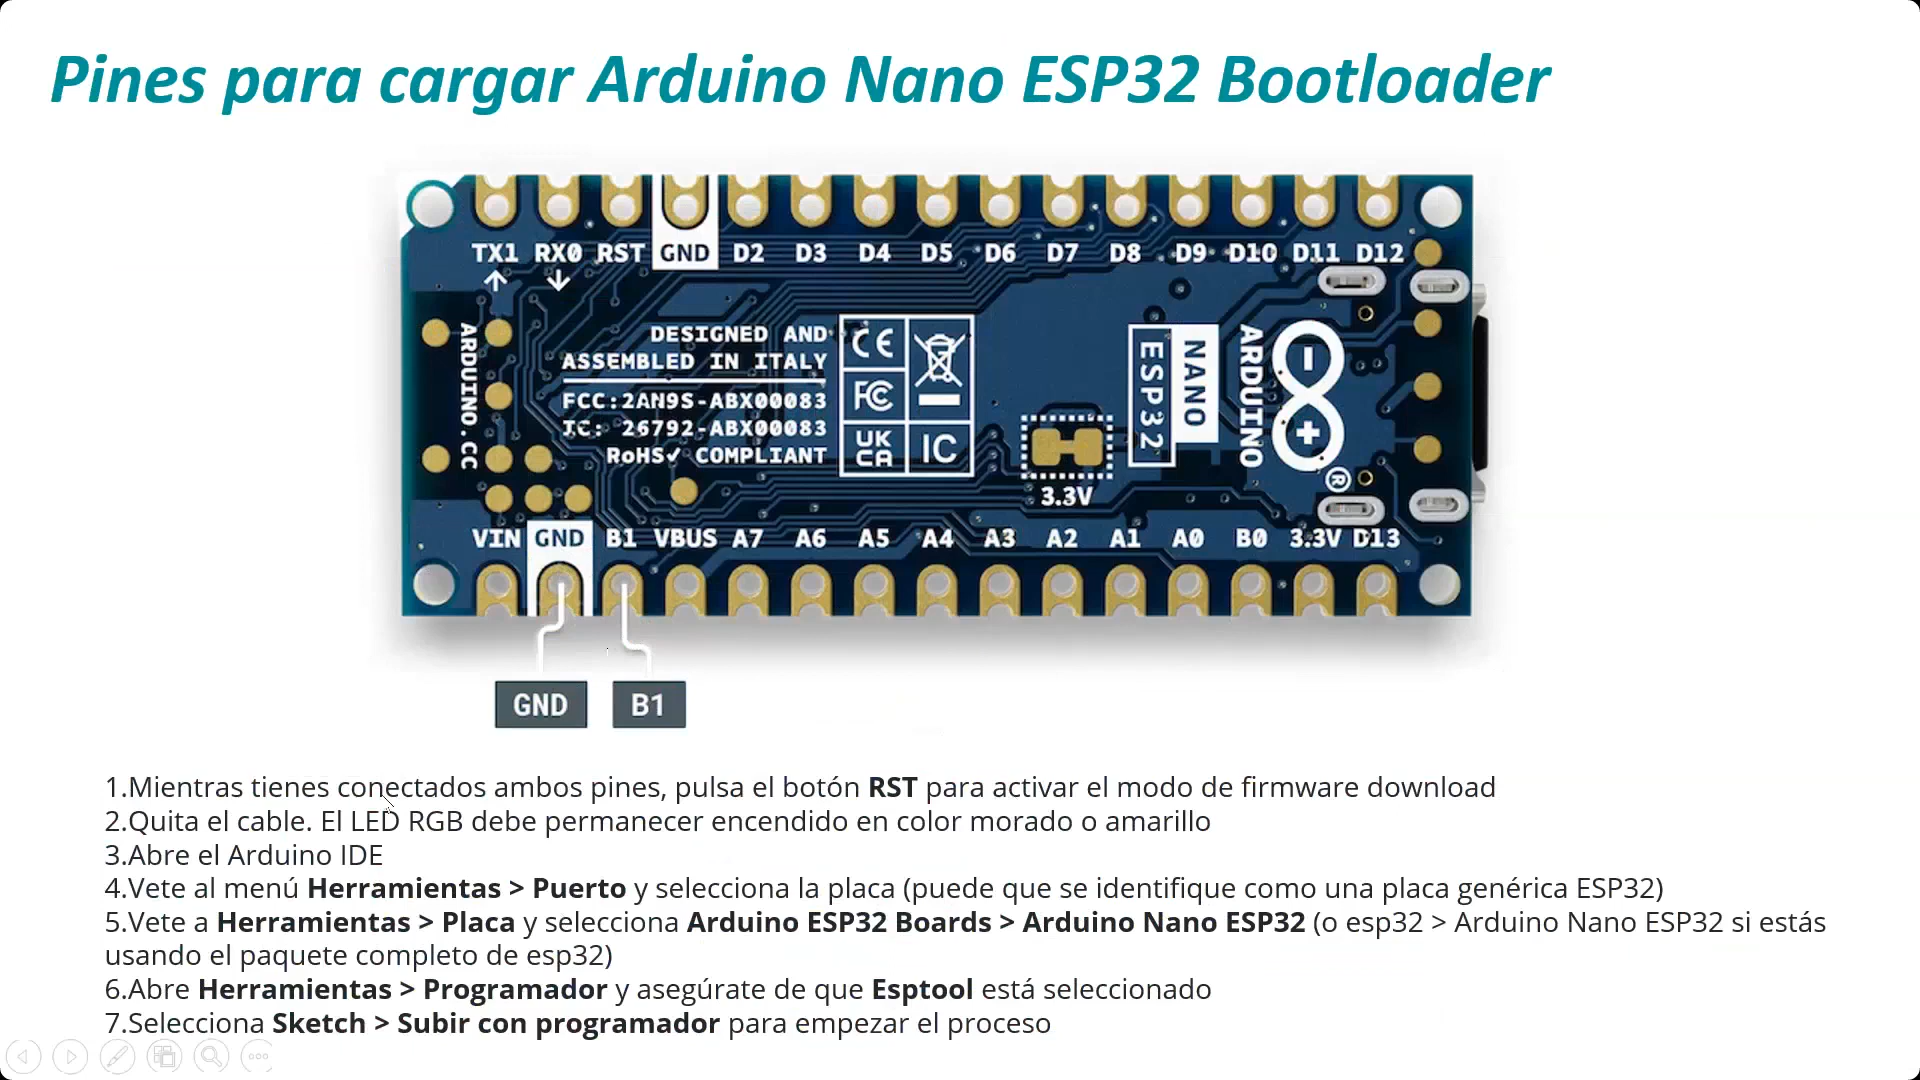 Pines para cargar Arduino Nano ESP32 Bootloader
TX1 RX0 RST GND D2 D3 D4 D5 D6 D7 D8 D9 D10 D11 D12
ARDUINO.CC
DESIGNED AND
ASSEMBLED IN ITALY
FCC:2AN9S-ABX00083
IC: 26792-ABX00083
RoHS✓ COMPLIANT
CE
FC
UK
CA
IC
3.3V
NANO
ESP32
ARDUINO
®
VIN GND B1 VBUS A7 A6 A5 A4 A3 A2 A1 A0 B0 3.3V D13
GND B1
1.Mientras tienes conectados ambos pines, pulsa el botón RST para activar el modo de firmware download
2.Quita el cable. El LED RGB debe permanecer encendido en color morado o amarillo
3.Abre el Arduino IDE
4.Vete al menú Herramientas > Puerto y selecciona la placa (puede que se identifique como una placa genérica ESP32)
5.Vete a Herramientas > Placa y selecciona Arduino ESP32 Boards > Arduino Nano ESP32 (o esp32 > Arduino Nano ESP32 si estás
usando el paquete completo de esp32)
6.Abre Herramientas > Programador y asegúrate de que Esptool está seleccionado
7.Selecciona Sketch > Subir con programador para empezar el proceso